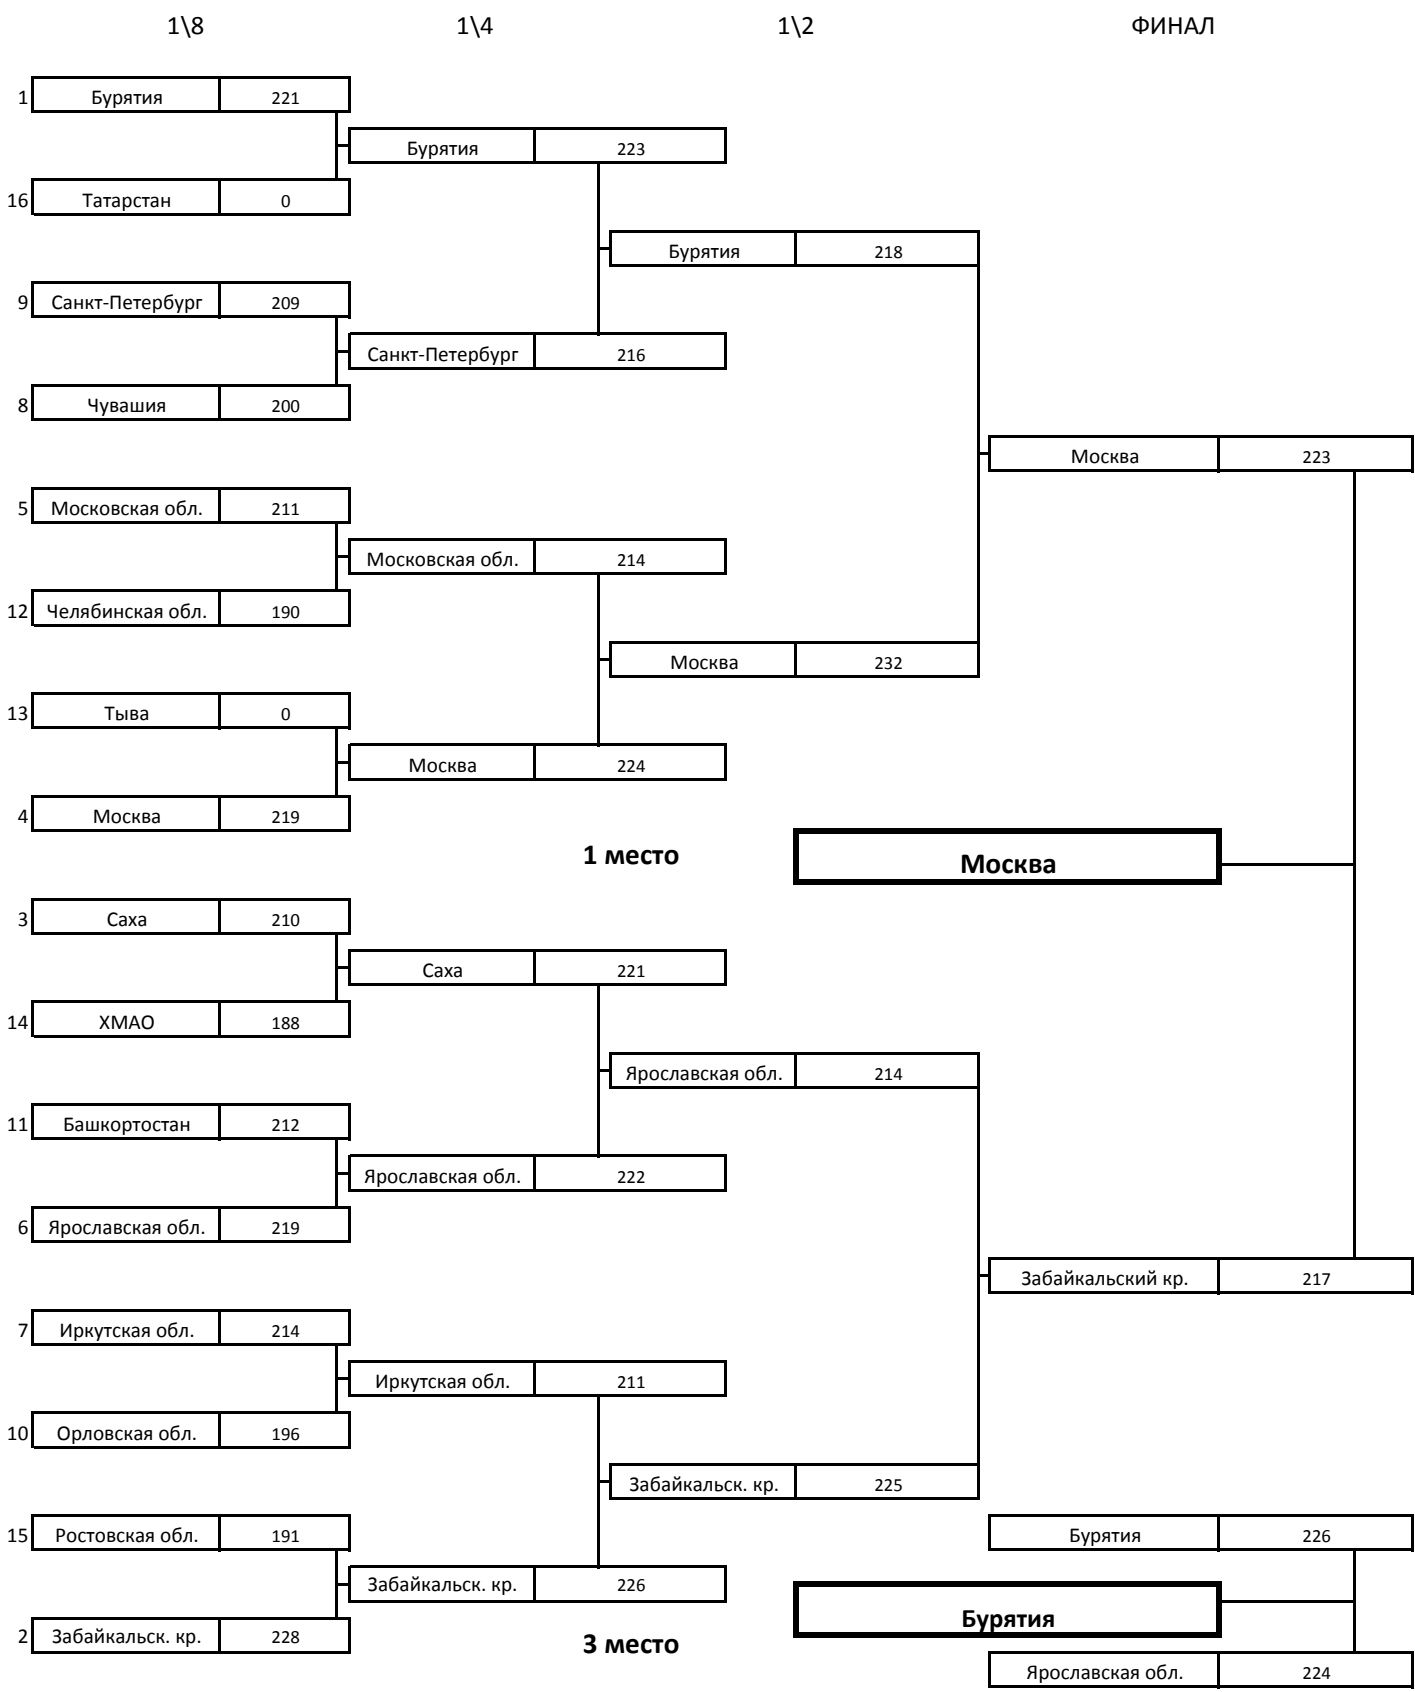 1\8 1\4 1\2 ФИНАЛ
1 Бурятия 221
Бурятия 223
16 Татарстан 0
Бурятия 218
9 Санкт-Петербург 209
Санкт-Петербург 216
8 Чувашия 200
Москва 223
5 Московская обл. 211
Московская обл. 214
12 Челябинская обл. 190
Москва 232
13 Тыва 0
Москва 224
4 Москва 219
1 место Москва
3 Саха 210
Саха 221
14 ХМАО 188
Ярославская обл. 214
11 Башкортостан 212
Ярославская обл. 222
6 Ярославская обл. 219
Забайкальский кр. 217
7 Иркутская обл. 214
Иркутская обл. 211
10 Орловская обл. 196
Забайкальск. кр. 225
15 Ростовская обл. 191 Бурятия 226
Забайкальск. кр. 226
Бурятия
2 Забайкальск. кр. 228 3 место
Ярославская обл. 224